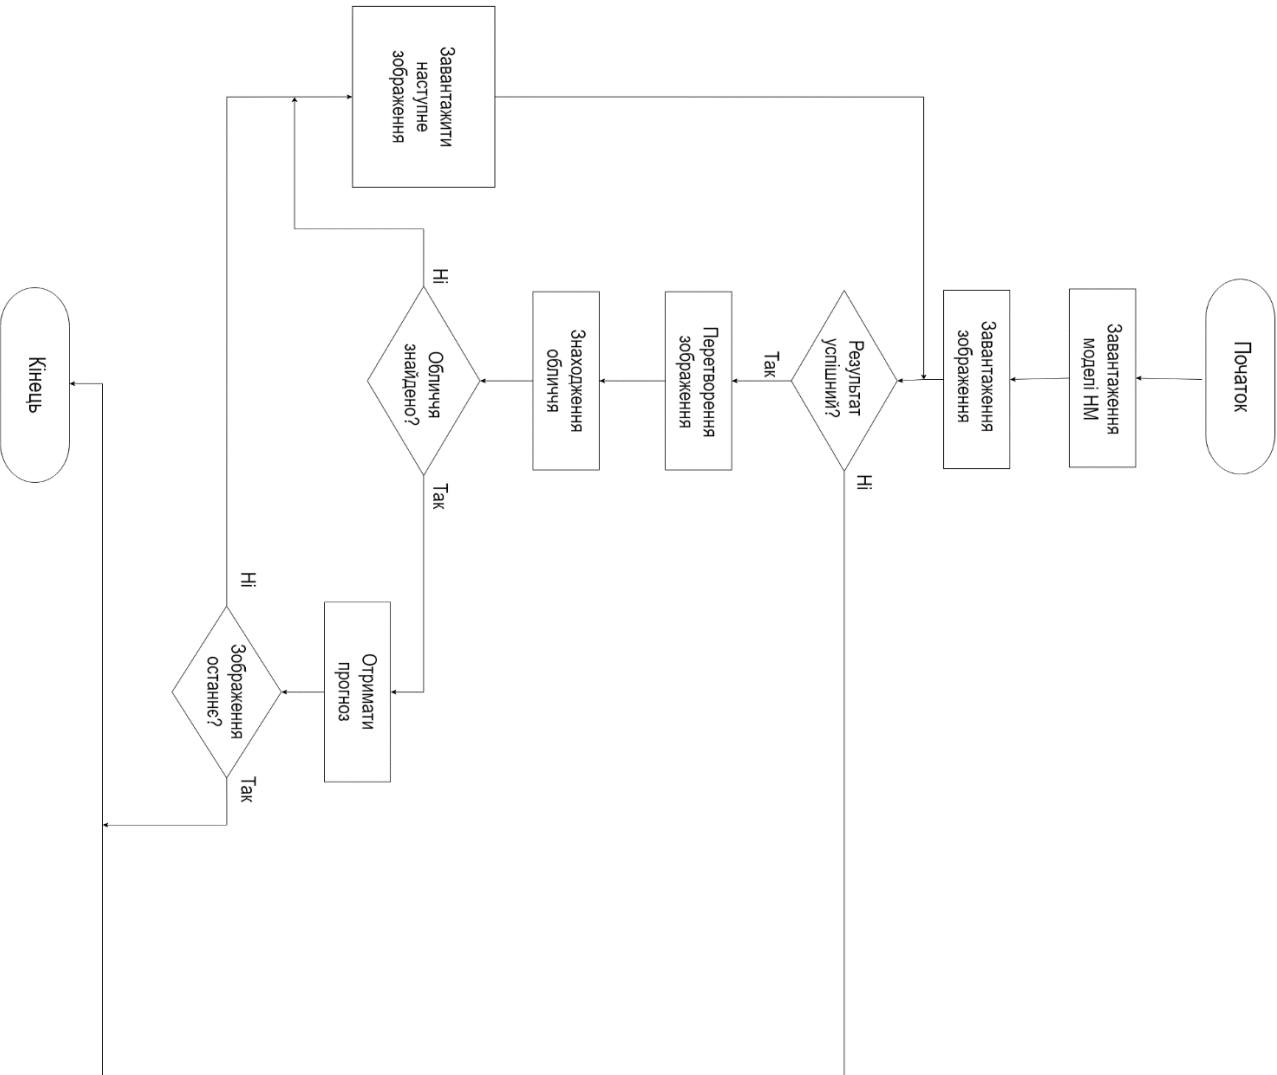 Початок
Завантаження
моделі НМ
Завантаження
зображення
Результат
успішний?
Ні
Так
Перетворення
зображення
Знаходження
обличчя
Обличчя
знайдено?
Ні
Так
Завантажити
наступне
зображення
Отримати
прогноз
Зображення
останнє?
Ні
Так
Кінець